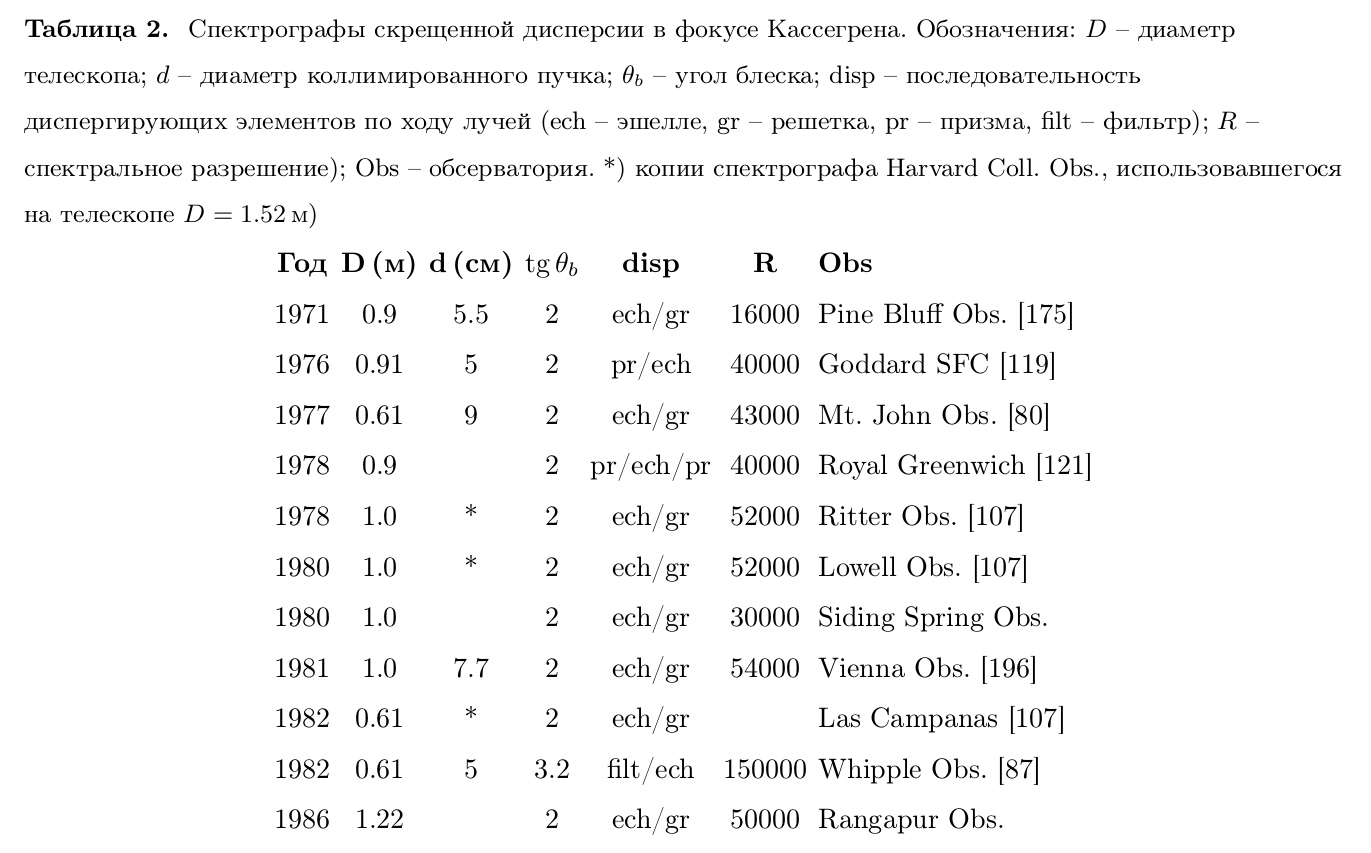 Таблица 2. Спектрографы скрещенной дисперсии в фокусе Кассегрена. Обозначения: D – диаметр
телескопа; d – диаметр коллимированного пучка; θb – угол блеска; disp – последовательность
диспергирующих элементов по ходу лучей (ech – эшелле, gr – решетка, pr – призма, filt – фильтр); R –
спектральное разрешение); Obs – обсерватория. *) копии спектрографа Harvard Coll. Obs., использовавшегося
на телескопе D = 1.52 м)
Год D (м) d (см) tg θb disp R Obs
1971 0.9 5.5 2 ech/gr 16000 Pine Bluff Obs. [175]
1976 0.91 5 2 pr/ech 40000 Goddard SFC [119]
1977 0.61 9 2 ech/gr 43000 Mt. John Obs. [80]
1978 0.9 2 pr/ech/pr 40000 Royal Greenwich [121]
1978 1.0 * 2 ech/gr 52000 Ritter Obs. [107]
1980 1.0 * 2 ech/gr 52000 Lowell Obs. [107]
1980 1.0 2 ech/gr 30000 Siding Spring Obs.
1981 1.0 7.7 2 ech/gr 54000 Vienna Obs. [196]
1982 0.61 * 2 ech/gr Las Campanas [107]
1982 0.61 5 3.2 filt/ech 150000 Whipple Obs. [87]
1986 1.22 2 ech/gr 50000 Rangapur Obs.